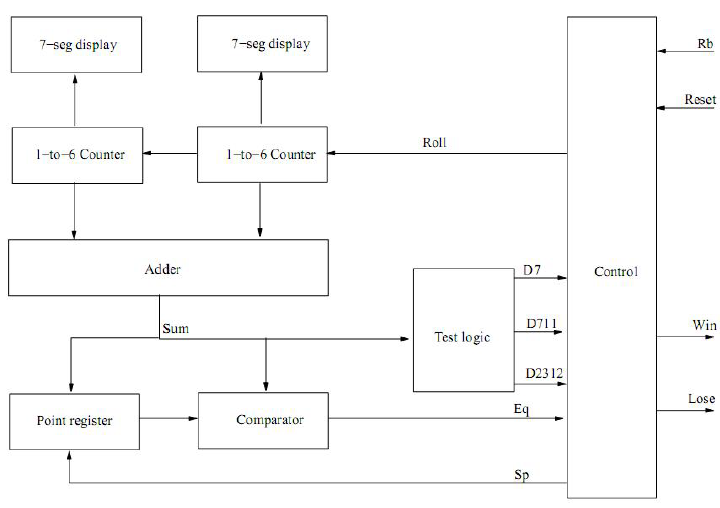 7-seg display
7-seg display
Rb
Reset
1-to-6 Counter
1-to-6 Counter
Roll
Adder
D7
Control
Sum
D711
Test logic
Win
D2312
Lose
Point register
Comparator
Eq
Sp